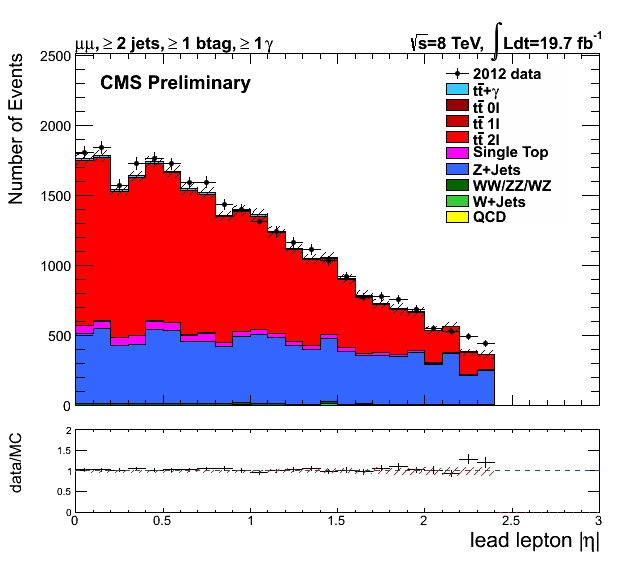 μμ, ≥ 2 jets, ≥ 1 btag, ≥ 1 γ
√s=8 TeV, ∫Ldt=19.7 fb⁻¹
CMS Preliminary
2012 data
tt̄+γ
tt̄ 0l
tt̄ 1l
tt̄ 2l
Single Top
Z+Jets
WW/ZZ/WZ
W+Jets
QCD
Number of Events
2500
2000
1500
1000
500
0
data/MC
2
1.5
1
0.5
0
0 0.5 1 1.5 2 2.5 3
lead lepton |η|